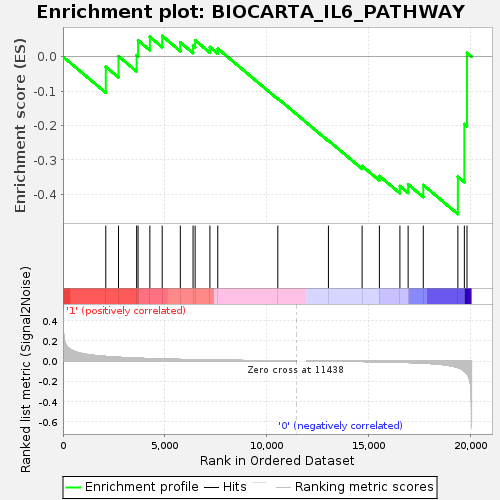 Enrichment plot: BIOCARTA_IL6_PATHWAY
Enrichment score (ES)
0.0
-0.1
-0.2
-0.3
-0.4
'1' (positively correlated)
Ranked list metric (Signal2Noise)
0.4
0.2
0.0
-0.2
-0.4
-0.6
Zero cross at 11438
'0' (negatively correlated)
0
5,000
10,000
15,000
20,000
Rank in Ordered Dataset
Enrichment profile
Hits
Ranking metric scores